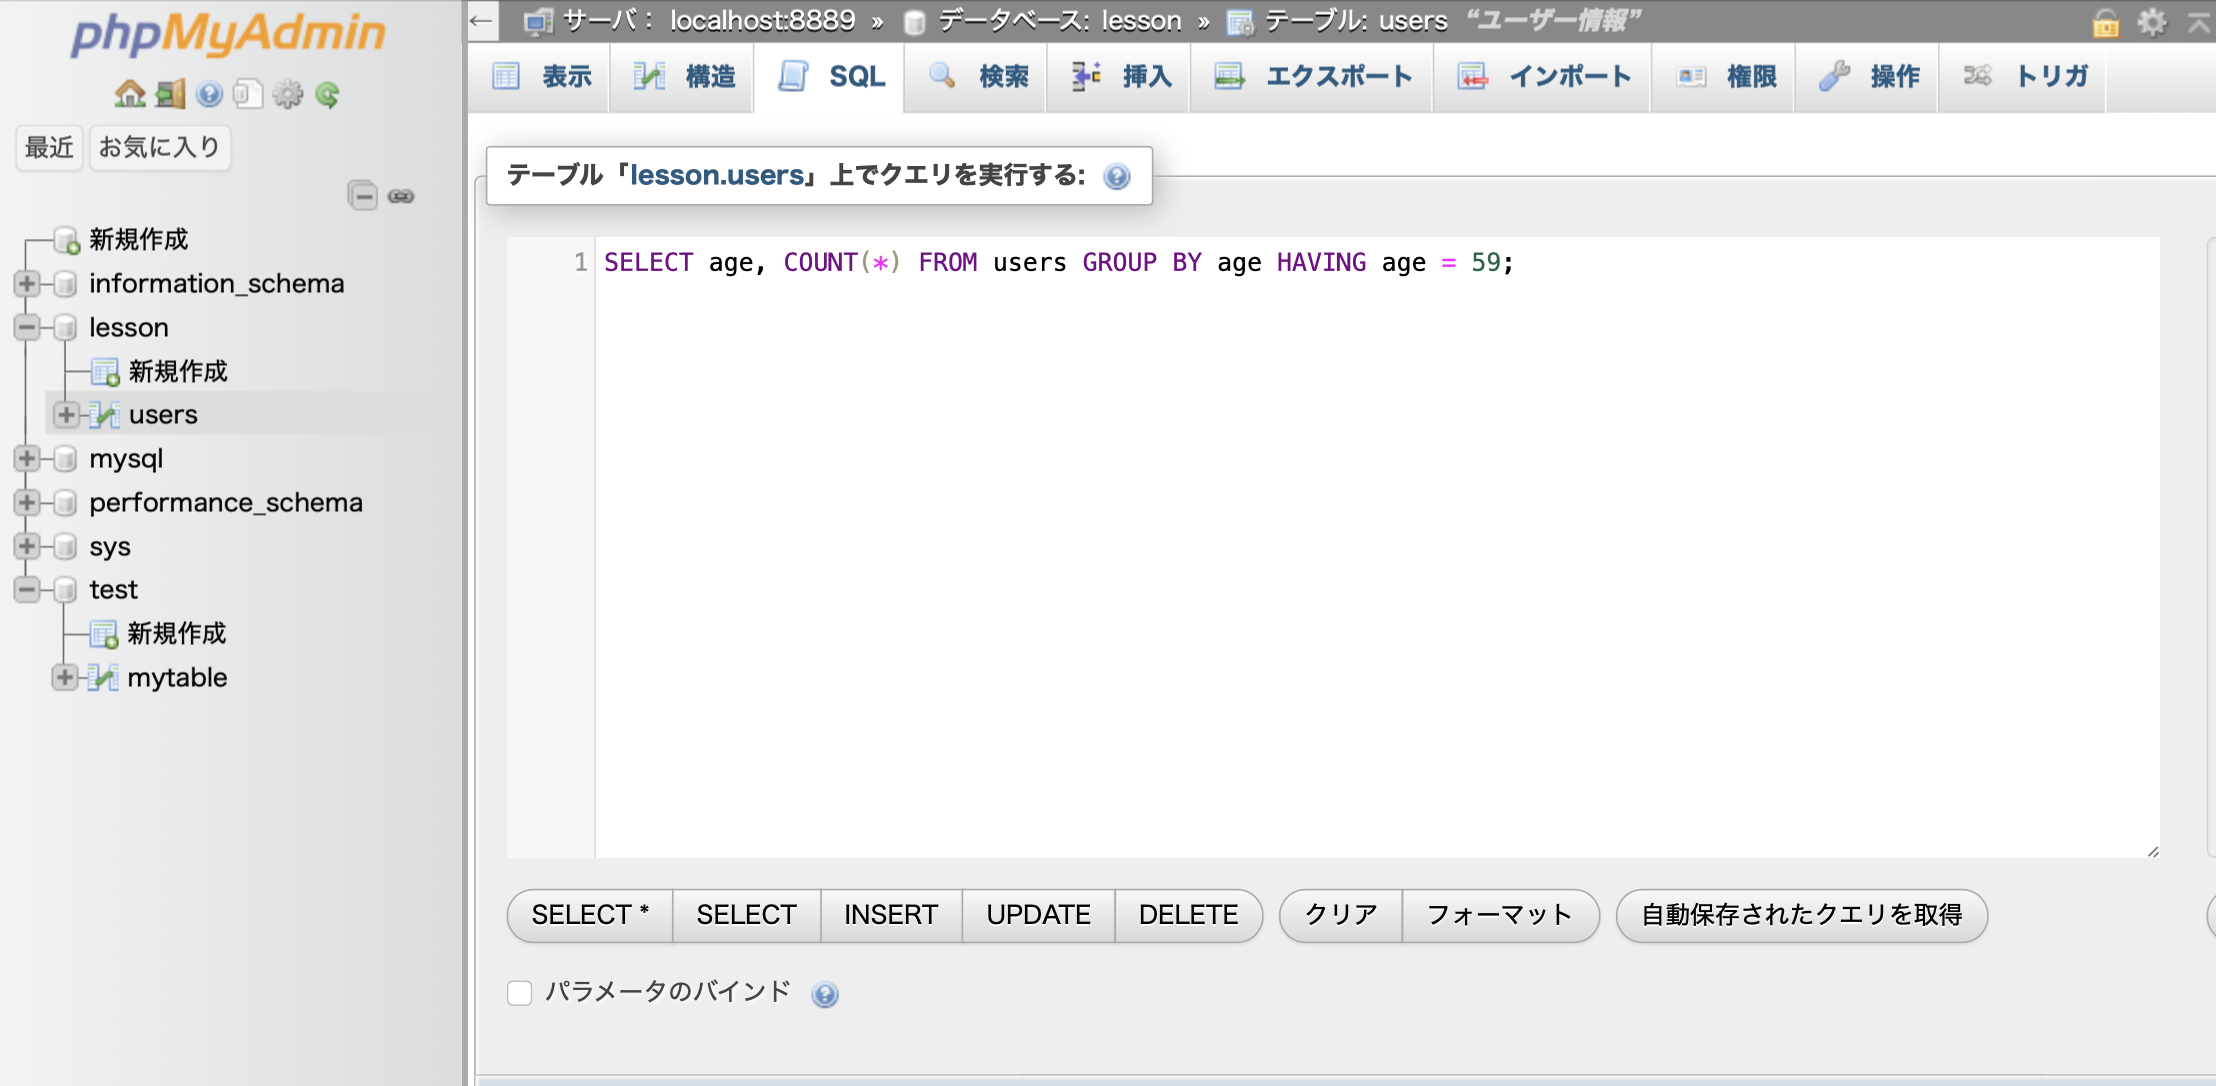 phpMyAdmin
最近 お気に入り
新規作成
information_schema
lesson
新規作成
users
mysql
performance_schema
sys
test
新規作成
mytable
← サーバ： localhost:8889 » データベース: lesson » テーブル: users “ユーザー情報”
表示 構造 SQL 検索 挿入 エクスポート インポート 権限 操作 トリガ
テーブル「lesson.users」上でクエリを実行する:
1 SELECT age, COUNT(*) FROM users GROUP BY age HAVING age = 59;
SELECT * SELECT INSERT UPDATE DELETE クリア フォーマット 自動保存されたクエリを取得
パラメータのバインド